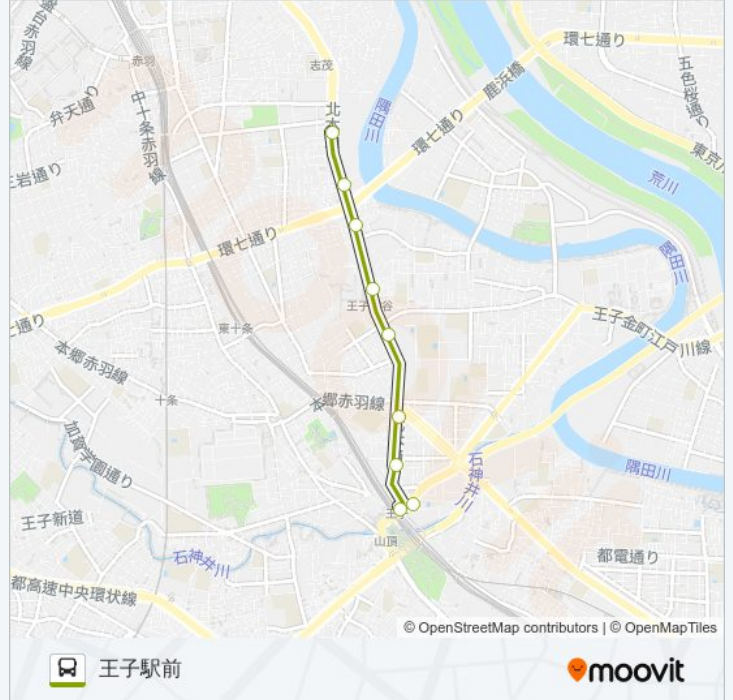 環七通り
赤羽
志茂
五色桜通り
鹿浜橋
弁天通り
中十条赤羽線
北
隅田川
環七通り
東京
三岩通り
荒川
環七通り
隅田川
王子
谷
七通り
東十条
王子金町江戸川線
本郷赤羽線
十条
本郷赤羽線
加賀学園通り
石神井川
隅田川
王子新道
王子
山頂
石神井川
都電通り
都高速中央環状線
© OpenStreetMap contributors | © OpenMapTiles
王子駅前
moovit